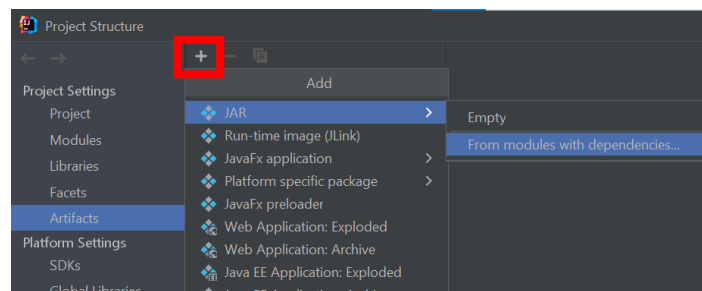 Project Structure
Add
Project Settings
Project
Modules
Libraries
Facets
Artifacts
Platform Settings
SDKs
Global Libraries
JAR
Run-time image (JLink)
JavaFx application
Platform specific package
JavaFx preloader
Web Application: Exploded
Web Application: Archive
Java EE Application: Exploded
Empty
From modules with dependencies...